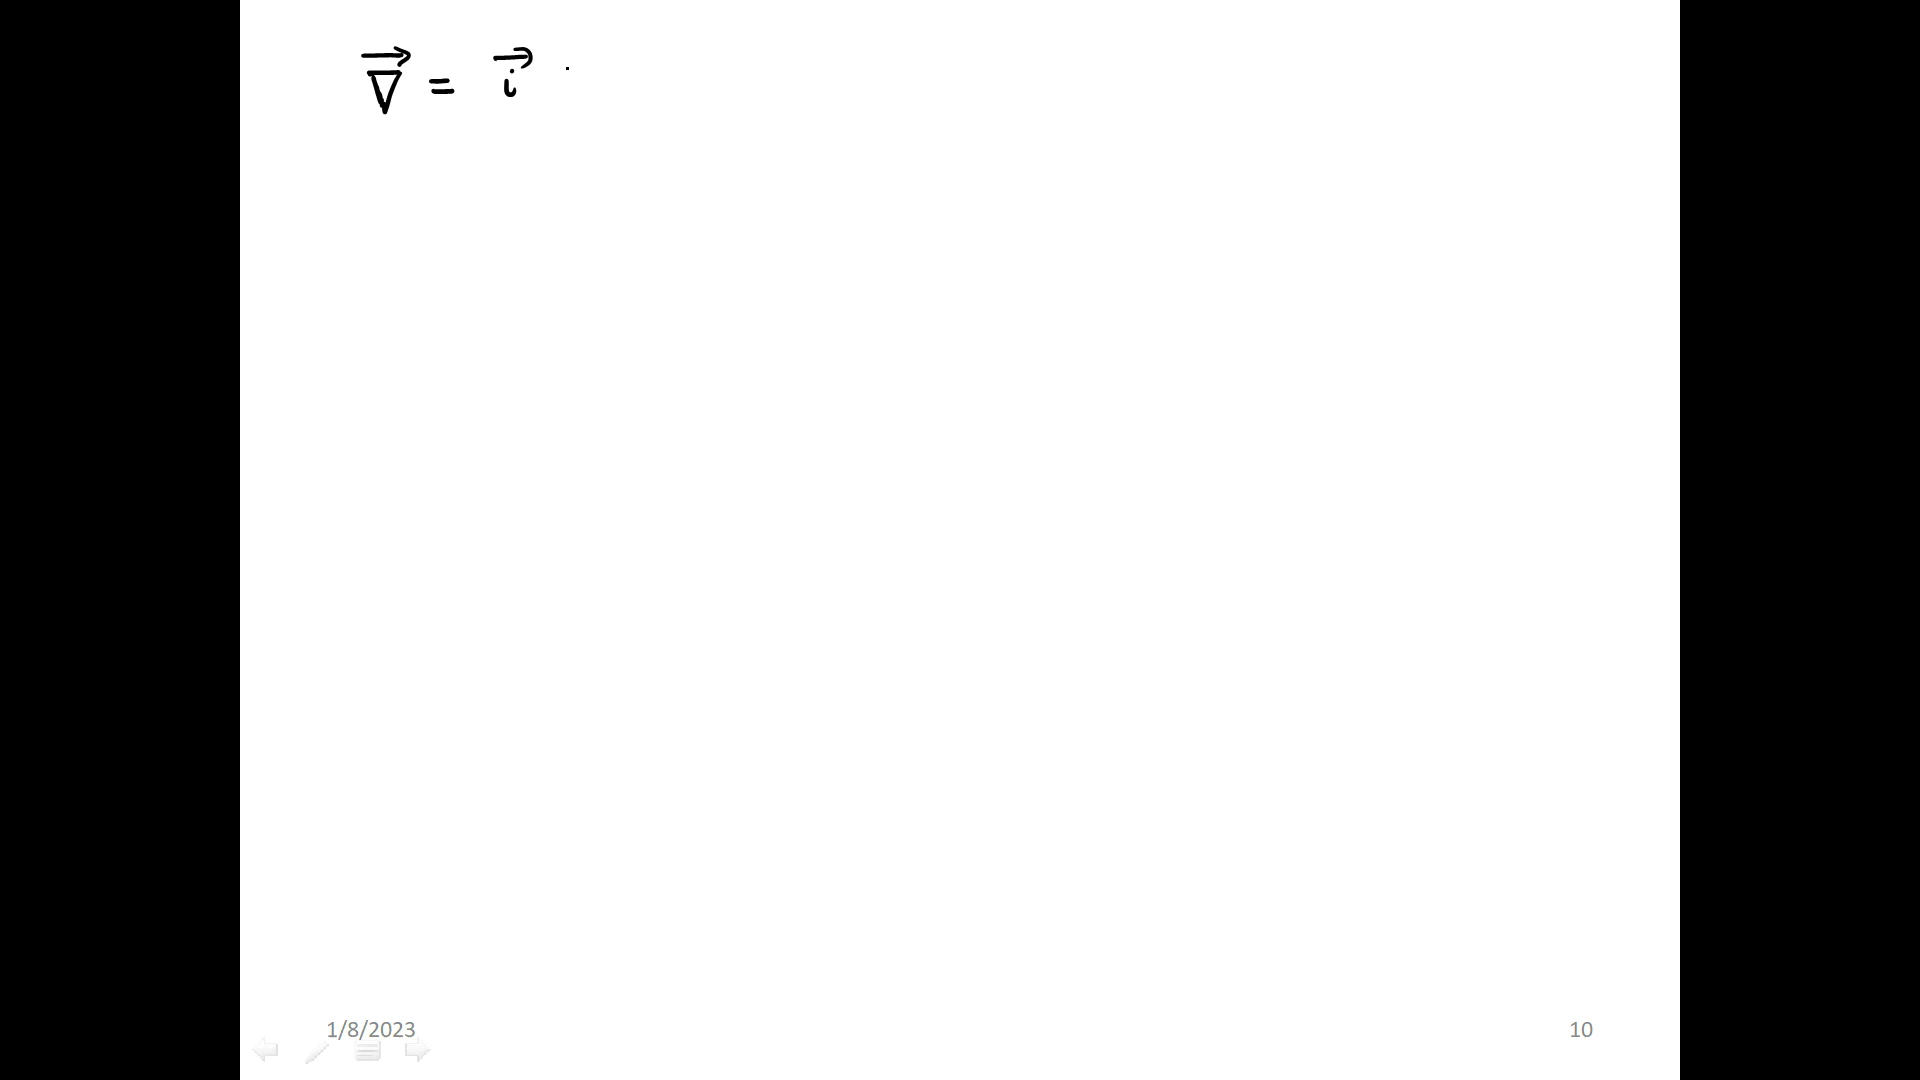 ∇⃗ = i⃗ .
1/8/2023
10